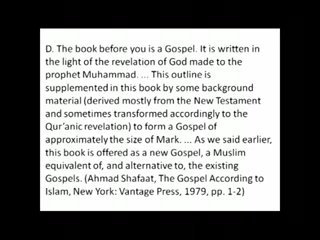 D. The book before you is a Gospel. It is written in
the light of the revelation of God made to the
prophet Muhammad. ... This outline is
supplemented in this book by some background
material (derived mostly from the New Testament
and sometimes transformed accordingly to the
Qur'anic revelation) to form a Gospel of
approximately the size of Mark. ... As we said earlier,
this book is offered as a new Gospel, a Muslim
equivalent of, and alternative to, the existing
Gospels. (Ahmad Shafaat, The Gospel According to
Islam, New York: Vantage Press, 1979, pp. 1-2)